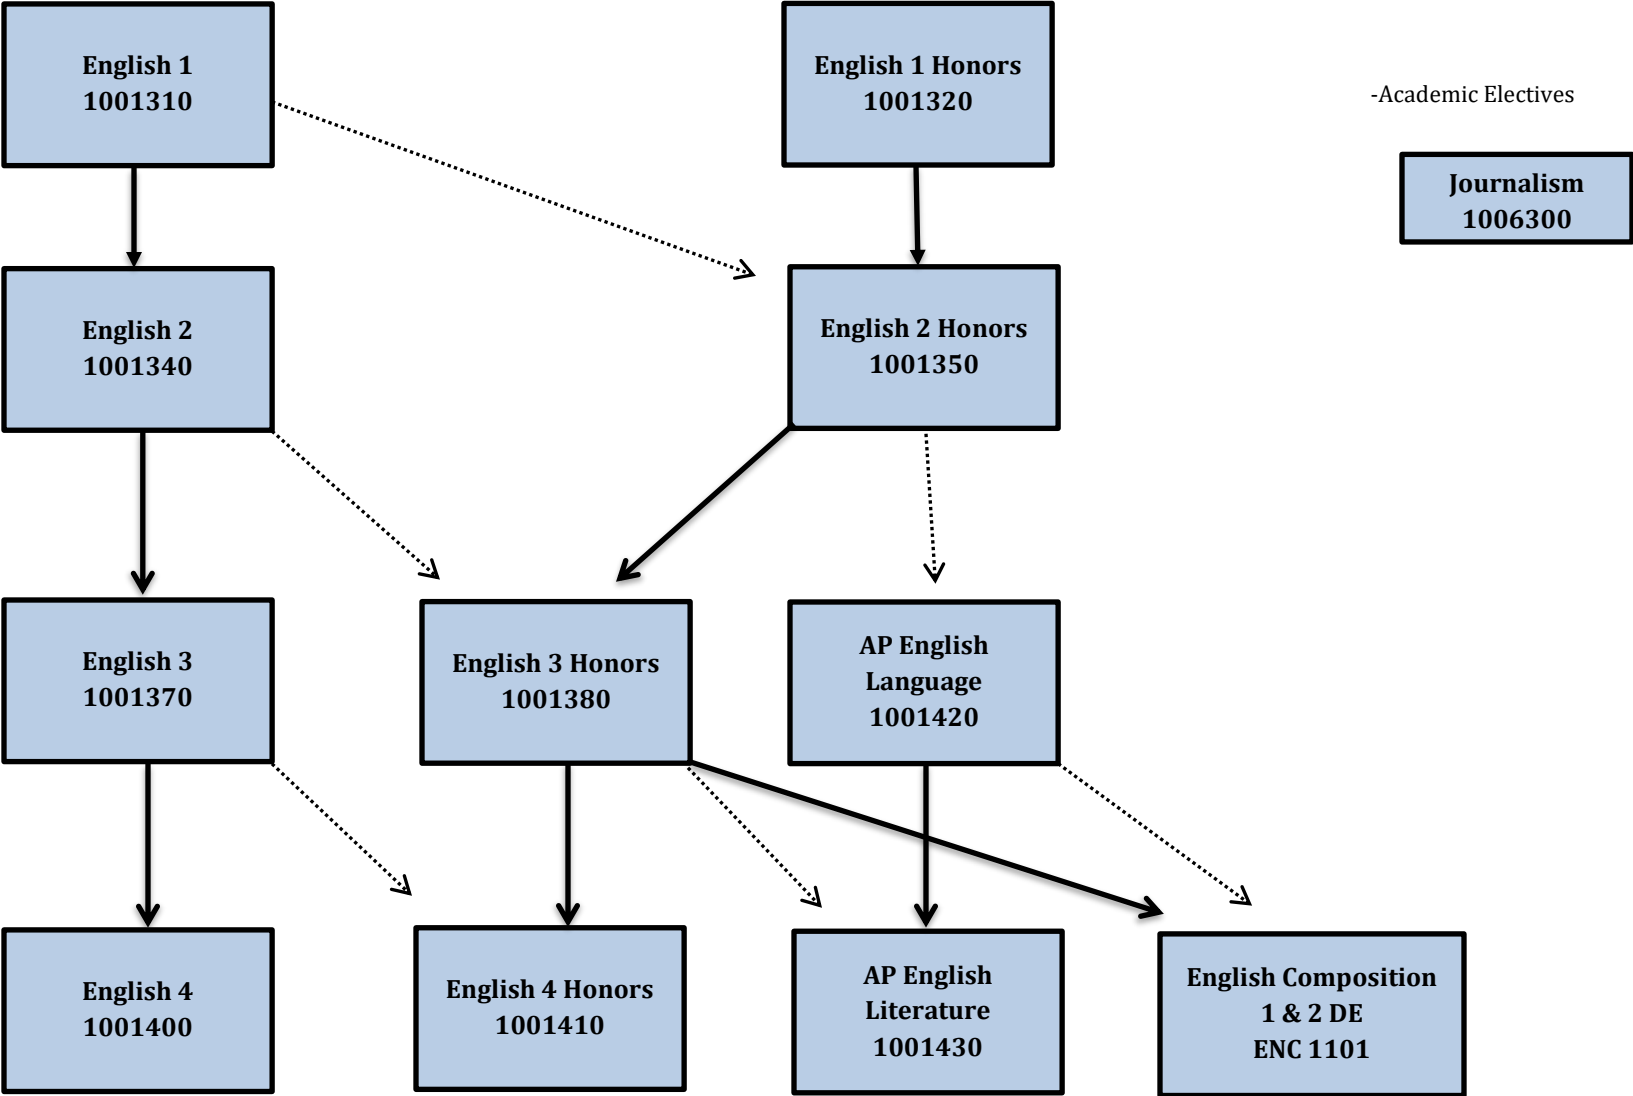 English 1
1001310
English 1 Honors
1001320
-Academic Electives
Journalism
1006300
English 2
1001340
English 2 Honors
1001350
English 3
1001370
English 3 Honors
1001380
AP English
Language
1001420
English 4
1001400
English 4 Honors
1001410
AP English
Literature
1001430
English Composition
1 & 2 DE
ENC 1101